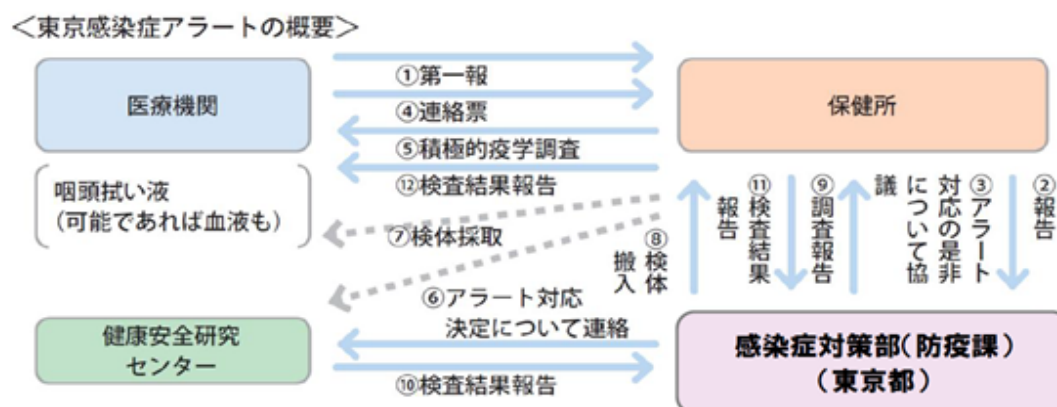 <東京感染症アラートの概要>
医療機関
①第一報
④連絡票
⑤積極的疫学調査
⑫検査結果報告
保健所
咽頭拭い液
(可能であれば血液も)
⑦検体採取
⑧検体
搬入
⑪検査結果
報告
⑨調査報告
③アラート
対応の是非
について協
議
②報告
⑥アラート対応
決定について連絡
健康安全研究
センター
⑩検査結果報告
感染症対策部(防疫課)
(東京都)